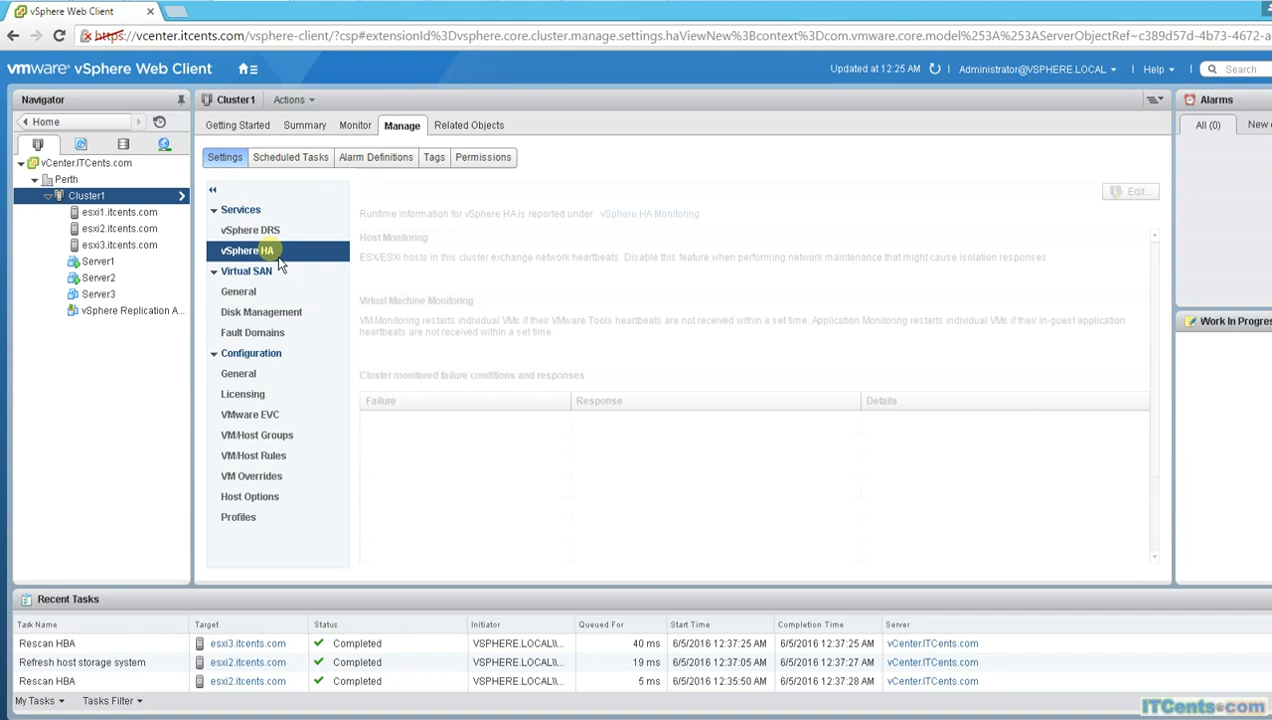 vSphere Web Client
https://vcenter.itcents.com/vsphere-client/?csp#extensionId%3Dvsphere.core.cluster.manage.settings.haViewNew%3Bcontext%3Dcom.vmware.core.model%253A%253AServerObjectRef~c389d57d-4b73-4672-a
vmware® vSphere Web Client
Updated at 12:25 AM
Administrator@VSPHERE.LOCAL
Help
Search
Navigator
Home
vCenter.ITCents.com
Perth
Cluster1
esxi1.itcents.com
esxi2.itcents.com
esxi3.itcents.com
Server1
Server2
Server3
vSphere Replication A...
Cluster1 Actions
Getting Started Summary Monitor Manage Related Objects
Settings Scheduled Tasks Alarm Definitions Tags Permissions
Services
vSphere DRS
vSphere HA
Virtual SAN
General
Disk Management
Fault Domains
Configuration
General
Licensing
VMware EVC
VM/Host Groups
VM/Host Rules
VM Overrides
Host Options
Profiles
Edit...
Runtime information for vSphere HA is reported under vSphere HA Monitoring
Host Monitoring
ESX/ESXi hosts in this cluster exchange network heartbeats. Disable this feature when performing network maintenance that might cause isolation responses
Virtual Machine Monitoring
VM Monitoring restarts individual VMs if their VMware Tools heartbeats are not received within a set time. Application Monitoring restarts individual VMs if their in-guest application
heartbeats are not received within a set time.
Cluster monitored failure conditions and responses
Failure Response Details
Alarms
All (0) New
Work In Progres
Recent Tasks
Task Name Target Status Initiator Queued For Start Time Completion Time Server
Rescan HBA esxi3.itcents.com Completed VSPHERE.LOCAL\\... 40 ms 6/5/2016 12:37:25 AM 6/5/2016 12:37:25 AM vCenter.ITCents.com
Refresh host storage system esxi2.itcents.com Completed VSPHERE.LOCAL\\... 19 ms 6/5/2016 12:37:05 AM 6/5/2016 12:37:27 AM vCenter.ITCents.com
Rescan HBA esxi2.itcents.com Completed VSPHERE.LOCAL\\... 5 ms 6/5/2016 12:35:50 AM 6/5/2016 12:37:28 AM vCenter.ITCents.com
My Tasks Tasks Filter
ITCents.com